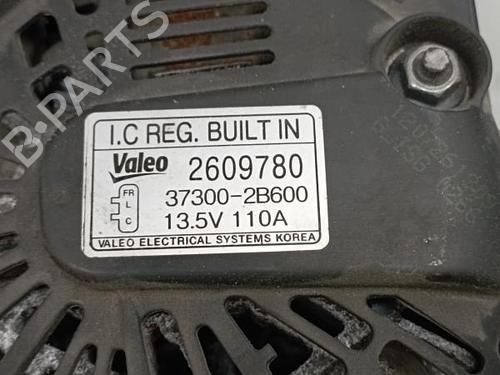 I.C REG. BUILT IN
Valeo 2609780
FR
L
C
37300-2B600
13.5V 110A
VALEO ELECTRICAL SYSTEMS KOREA
B-PARTS